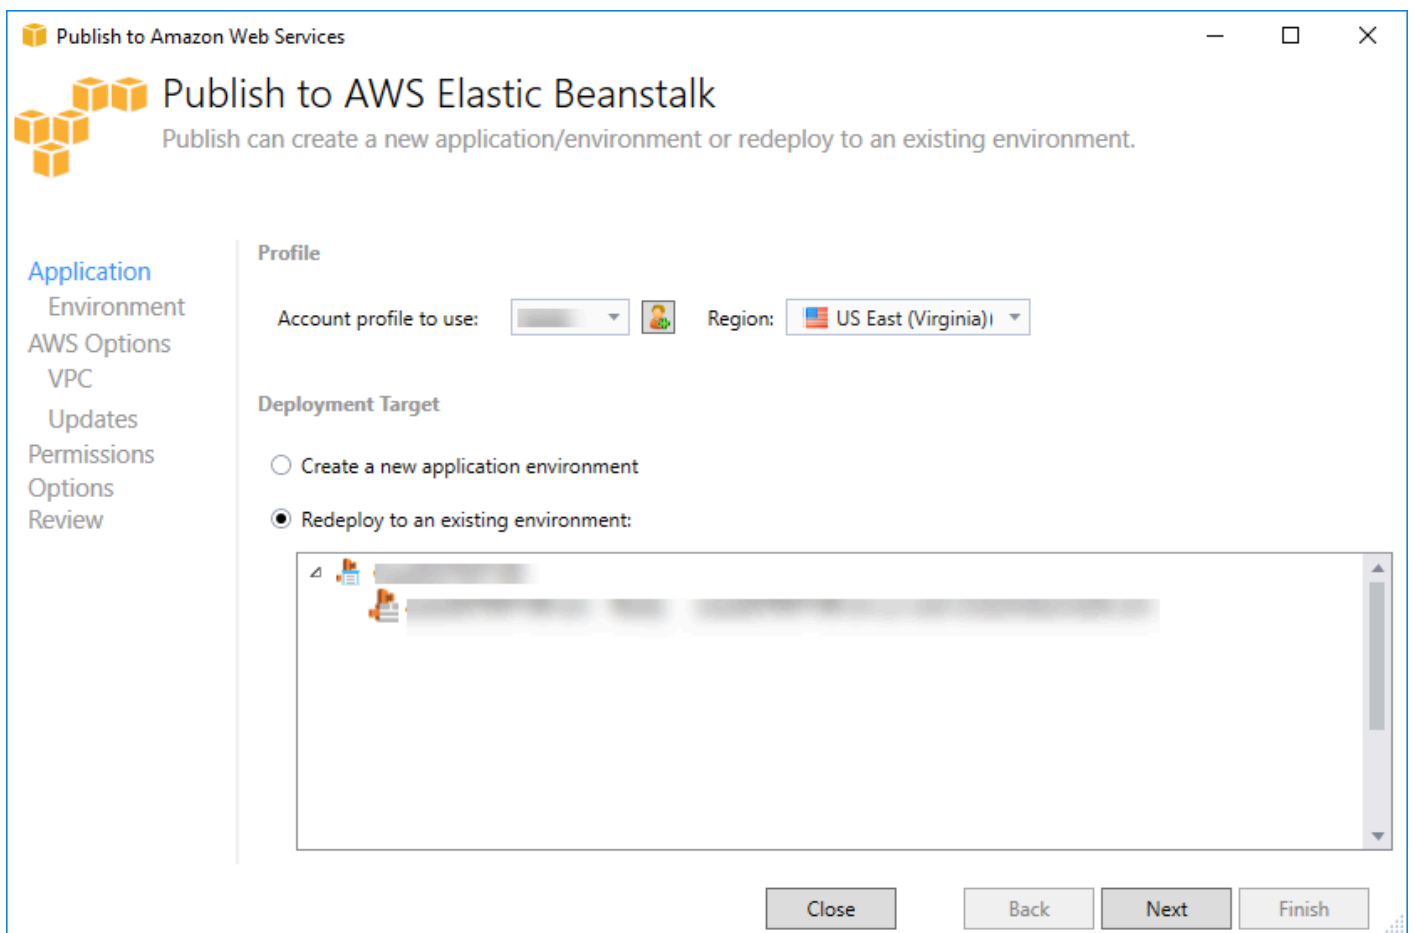 Publish to Amazon Web Services
Publish to AWS Elastic Beanstalk
Publish can create a new application/environment or redeploy to an existing environment.
Application
Environment
AWS Options
VPC
Updates
Permissions
Options
Review
Profile
Account profile to use:
Region: US East (Virginia)
Deployment Target
Create a new application environment
Redeploy to an existing environment:
Close Back Next Finish